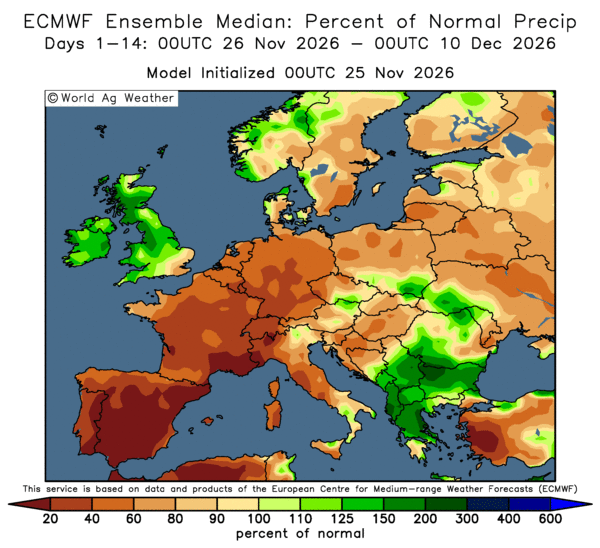 ECMWF Ensemble Median: Percent of Normal Precip
Days 1-14: 00UTC 26 Nov 2026 - 00UTC 10 Dec 2026
Model Initialized 00UTC 25 Nov 2026
©World Ag Weather
This service is based on data and products of the European Centre for Medium-range Weather Forecasts (ECMWF)
20 40 60 80 90 100 110 125 150 200 300 400 600
percent of normal